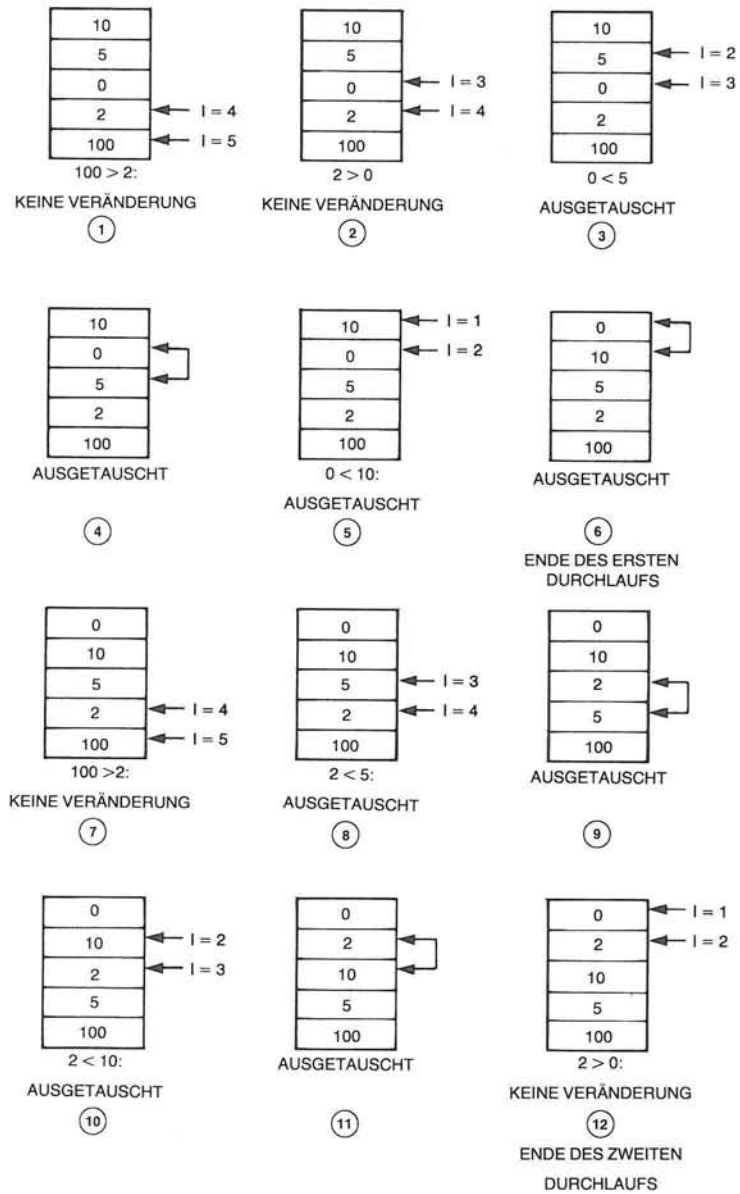 10
5
0
2
100
I = 4
I = 5
100 > 2:
KEINE VERÄNDERUNG
1
10
5
0
2
100
I = 3
I = 4
2 > 0
KEINE VERÄNDERUNG
2
10
5
0
2
100
I = 2
I = 3
0 < 5
AUSGETAUSCHT
3
10
0
5
2
100
AUSGETAUSCHT
4
10
0
5
2
100
I = 1
I = 2
0 < 10:
AUSGETAUSCHT
5
0
10
5
2
100
AUSGETAUSCHT
6
ENDE DES ERSTEN
DURCHLAUFS
0
10
5
2
100
I = 4
I = 5
100 >2:
KEINE VERÄNDERUNG
7
0
10
5
2
100
I = 3
I = 4
2 < 5:
AUSGETAUSCHT
8
0
10
2
5
100
AUSGETAUSCHT
9
0
10
2
5
100
I = 2
I = 3
2 < 10:
AUSGETAUSCHT
10
0
2
10
5
100
AUSGETAUSCHT
11
0
2
10
5
100
I = 1
I = 2
2 > 0:
KEINE VERÄNDERUNG
12
ENDE DES ZWEITEN
DURCHLAUFS